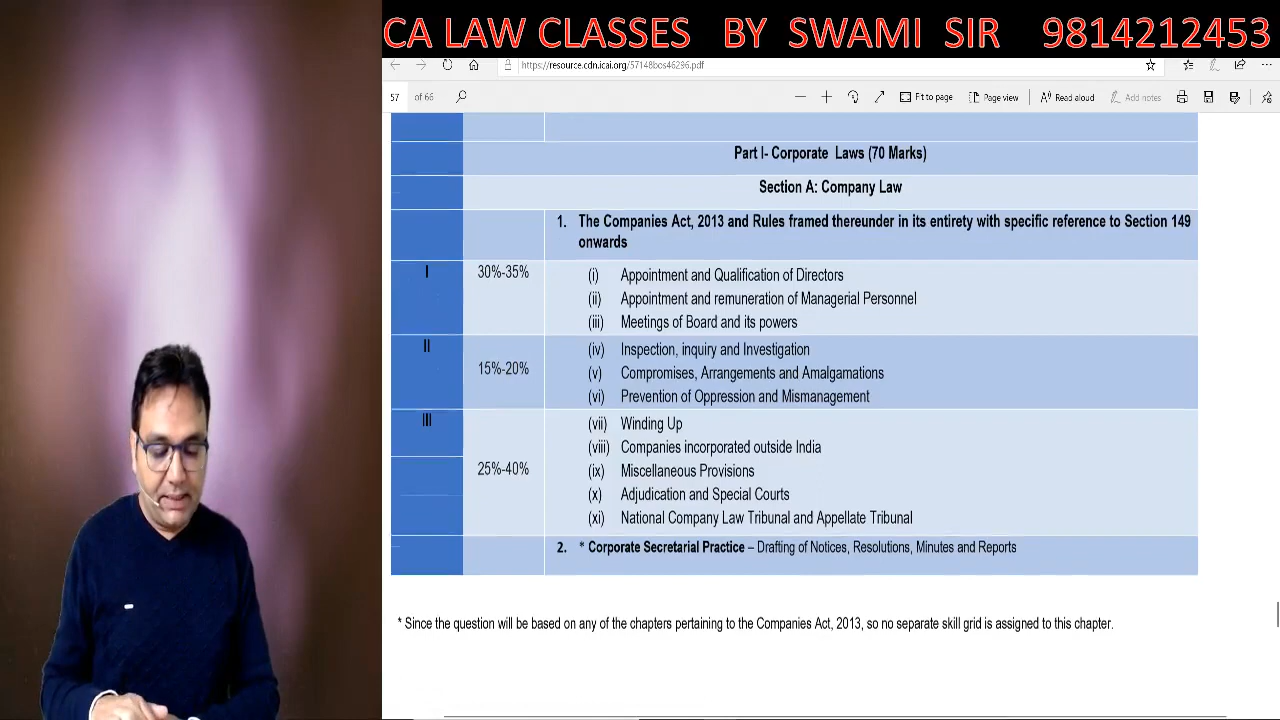 CA LAW CLASSES BY SWAMI SIR 9814212453
https://resource.cdn.icai.org/57148bos46296.pdf
57 of 66 Fit to page Page view Read aloud Add notes
Part I- Corporate Laws (70 Marks)
Section A: Company Law
1. The Companies Act, 2013 and Rules framed thereunder in its entirety with specific reference to Section 149
onwards
I 30%-35% (i) Appointment and Qualification of Directors
(ii) Appointment and remuneration of Managerial Personnel
(iii) Meetings of Board and its powers
II (iv) Inspection, inquiry and Investigation
15%-20% (v) Compromises, Arrangements and Amalgamations
(vi) Prevention of Oppression and Mismanagement
III (vii) Winding Up
(viii) Companies incorporated outside India
25%-40% (ix) Miscellaneous Provisions
(x) Adjudication and Special Courts
(xi) National Company Law Tribunal and Appellate Tribunal
2. * Corporate Secretarial Practice – Drafting of Notices, Resolutions, Minutes and Reports
* Since the question will be based on any of the chapters pertaining to the Companies Act, 2013, so no separate skill grid is assigned to this chapter.